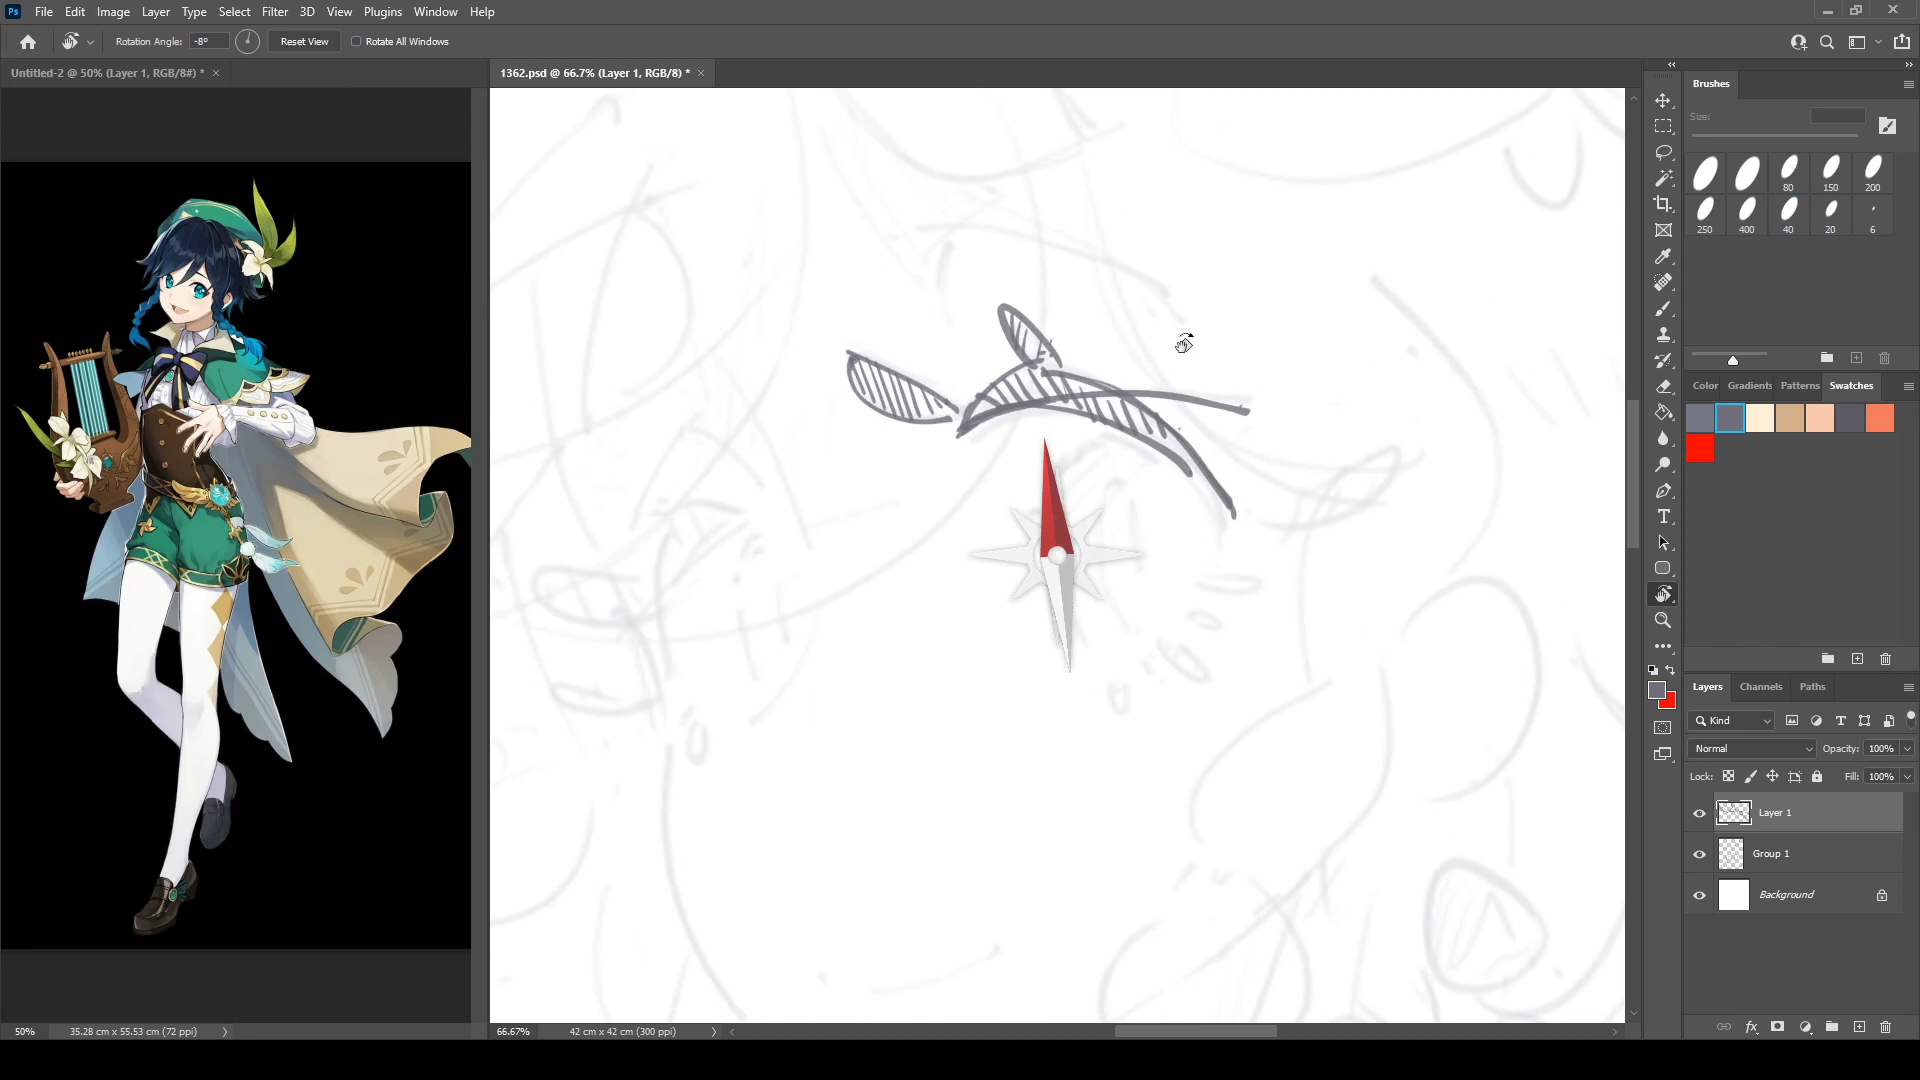 Ps File Edit Image Layer Type Select Filter 3D View Plugins Window Help
Rotation Angle: -8° Reset View Rotate All Windows
Untitled-2 @ 50% (Layer 1, RGB/8#) * ×
1362.psd @ 66.7% (Layer 1, RGB/8) * ×
Brushes
Size:
80 150 200
250 400 40 20 6
Color Gradients Patterns Swatches
Layers Channels Paths
Kind
Normal Opacity: 100%
Lock: Fill: 100%
Layer 1
Group 1
Background
50% 35.28 cm x 55.53 cm (72 ppi)
66.67% 42 cm x 42 cm (300 ppi)